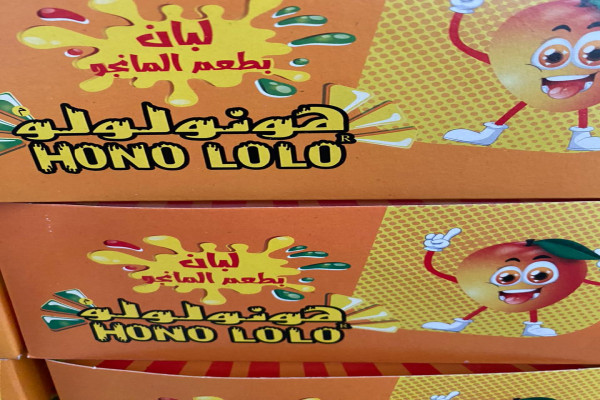 لبان
بطعم المانجو
هونولولو
HONO LOLO
R
لبان
بطعم المانجو
هونولولو
HONO LOLO